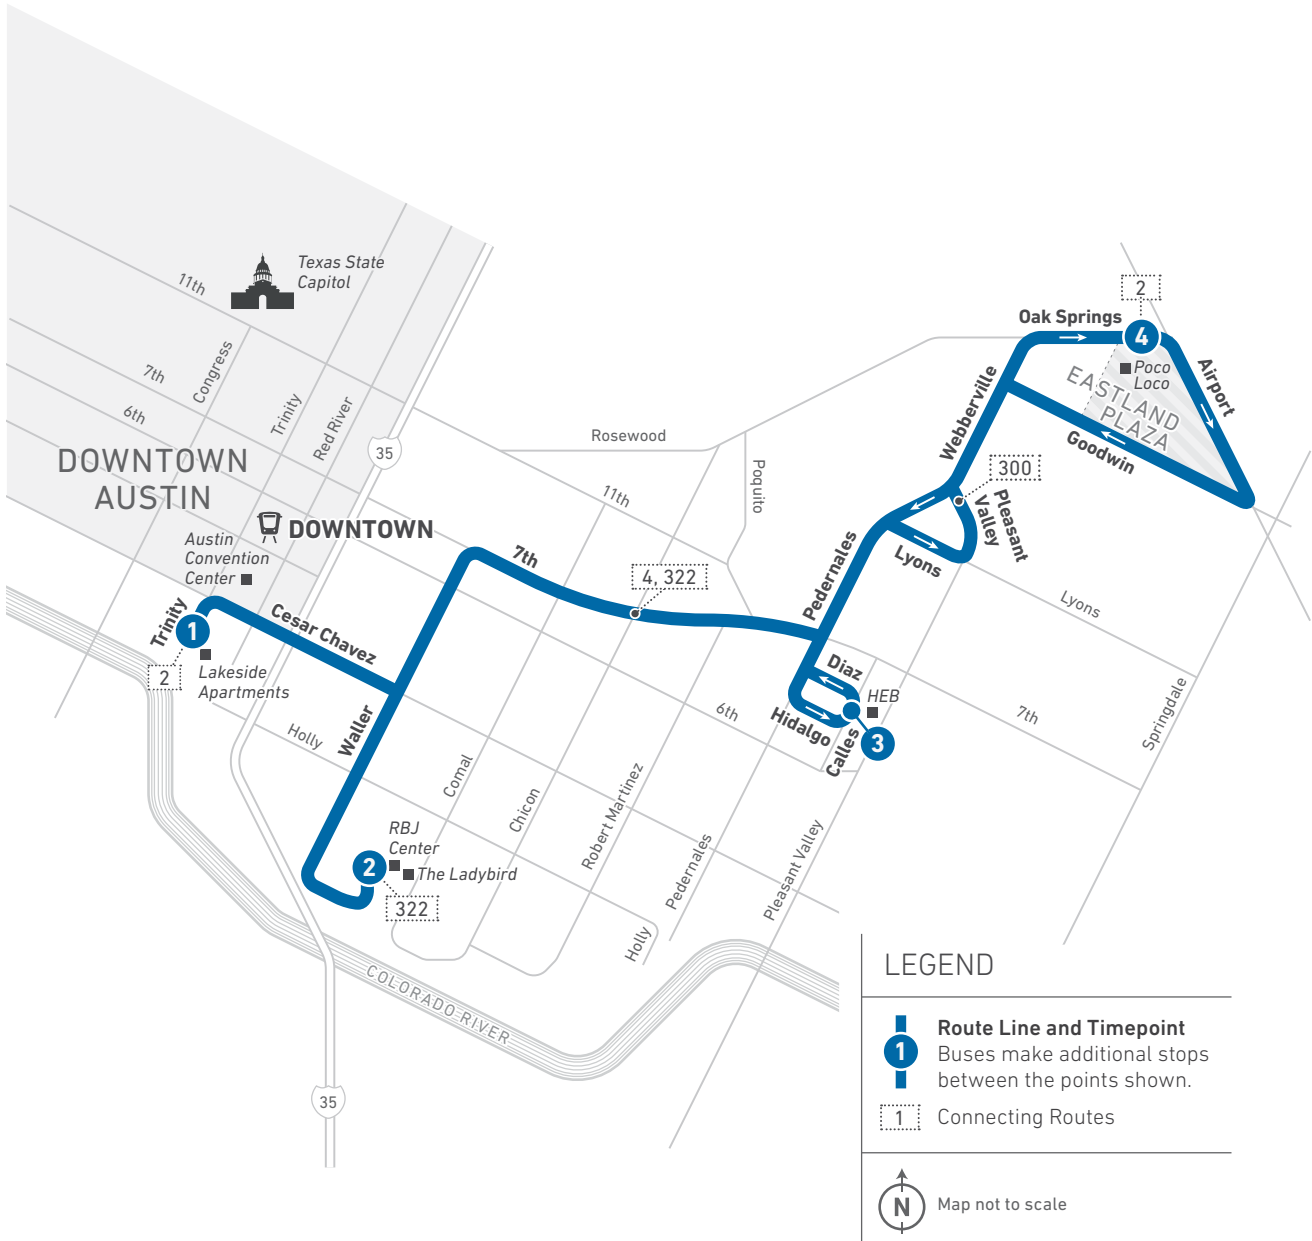 Texas State
Capitol
11th
7th
6th
Congress
Trinity
Red River
35
DOWNTOWN
AUSTIN
DOWNTOWN
Austin
Convention
Center
Trinity
1
2
Lakeside
Apartments
Cesar Chavez
Waller
Holly
7th
4, 322
11th
Rosewood
Poquito
2
Oak Springs
4
Poco
Loco
EASTLAND
PLAZA
Airport
Goodwin
Webberville
300
Pleasant
Valley
Lyons
Lyons
Pedernales
Diaz
HEB
Hidalgo
Calles
3
6th
7th
Springdale
Comal
Chicon
Robert Martinez
Pedernales
Pleasant Valley
Holly
RBJ
Center
2
The Ladybird
322
COLORADO RIVER
35
LEGEND
1
Route Line and Timepoint
Buses make additional stops
between the points shown.
1
Connecting Routes
N
Map not to scale